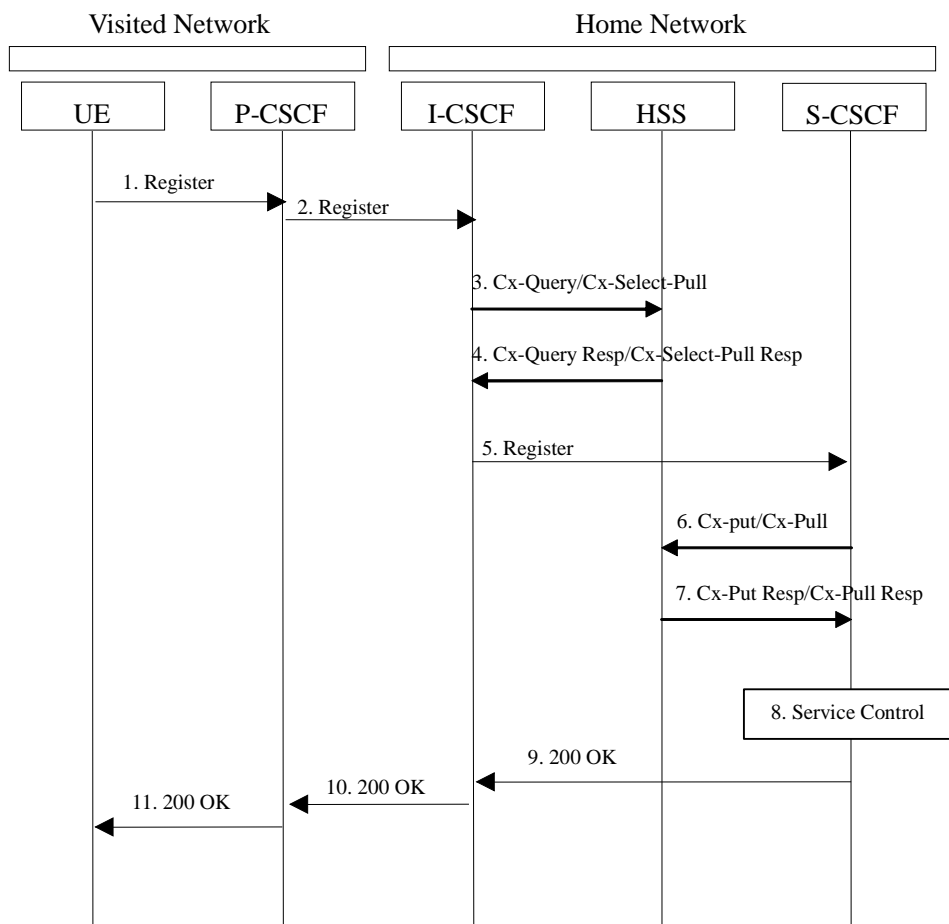 Visited Network
Home Network
UE
P-CSCF
I-CSCF
HSS
S-CSCF
1. Register
2. Register
3. Cx-Query/Cx-Select-Pull
4. Cx-Query Resp/Cx-Select-Pull Resp
5. Register
6. Cx-put/Cx-Pull
7. Cx-Put Resp/Cx-Pull Resp
8. Service Control
9. 200 OK
10. 200 OK
11. 200 OK